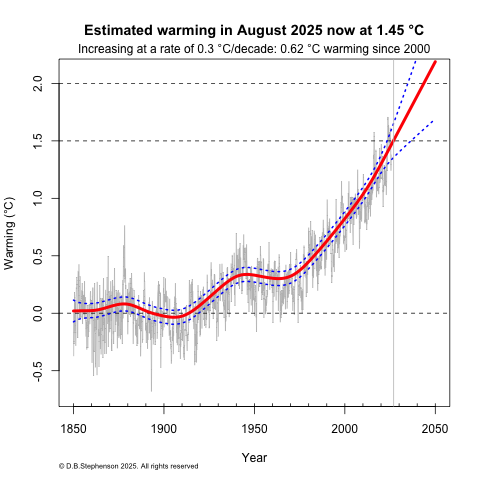 Estimated warming in August 2025 now at 1.45 °C
Increasing at a rate of 0.3 °C/decade: 0.62 °C warming since 2000
Warming (°C)
2.0
1.5
1.0
0.5
0.0
-0.5
1850
1900
1950
2000
2050
Year
© D.B.Stephenson 2025. All rights reserved